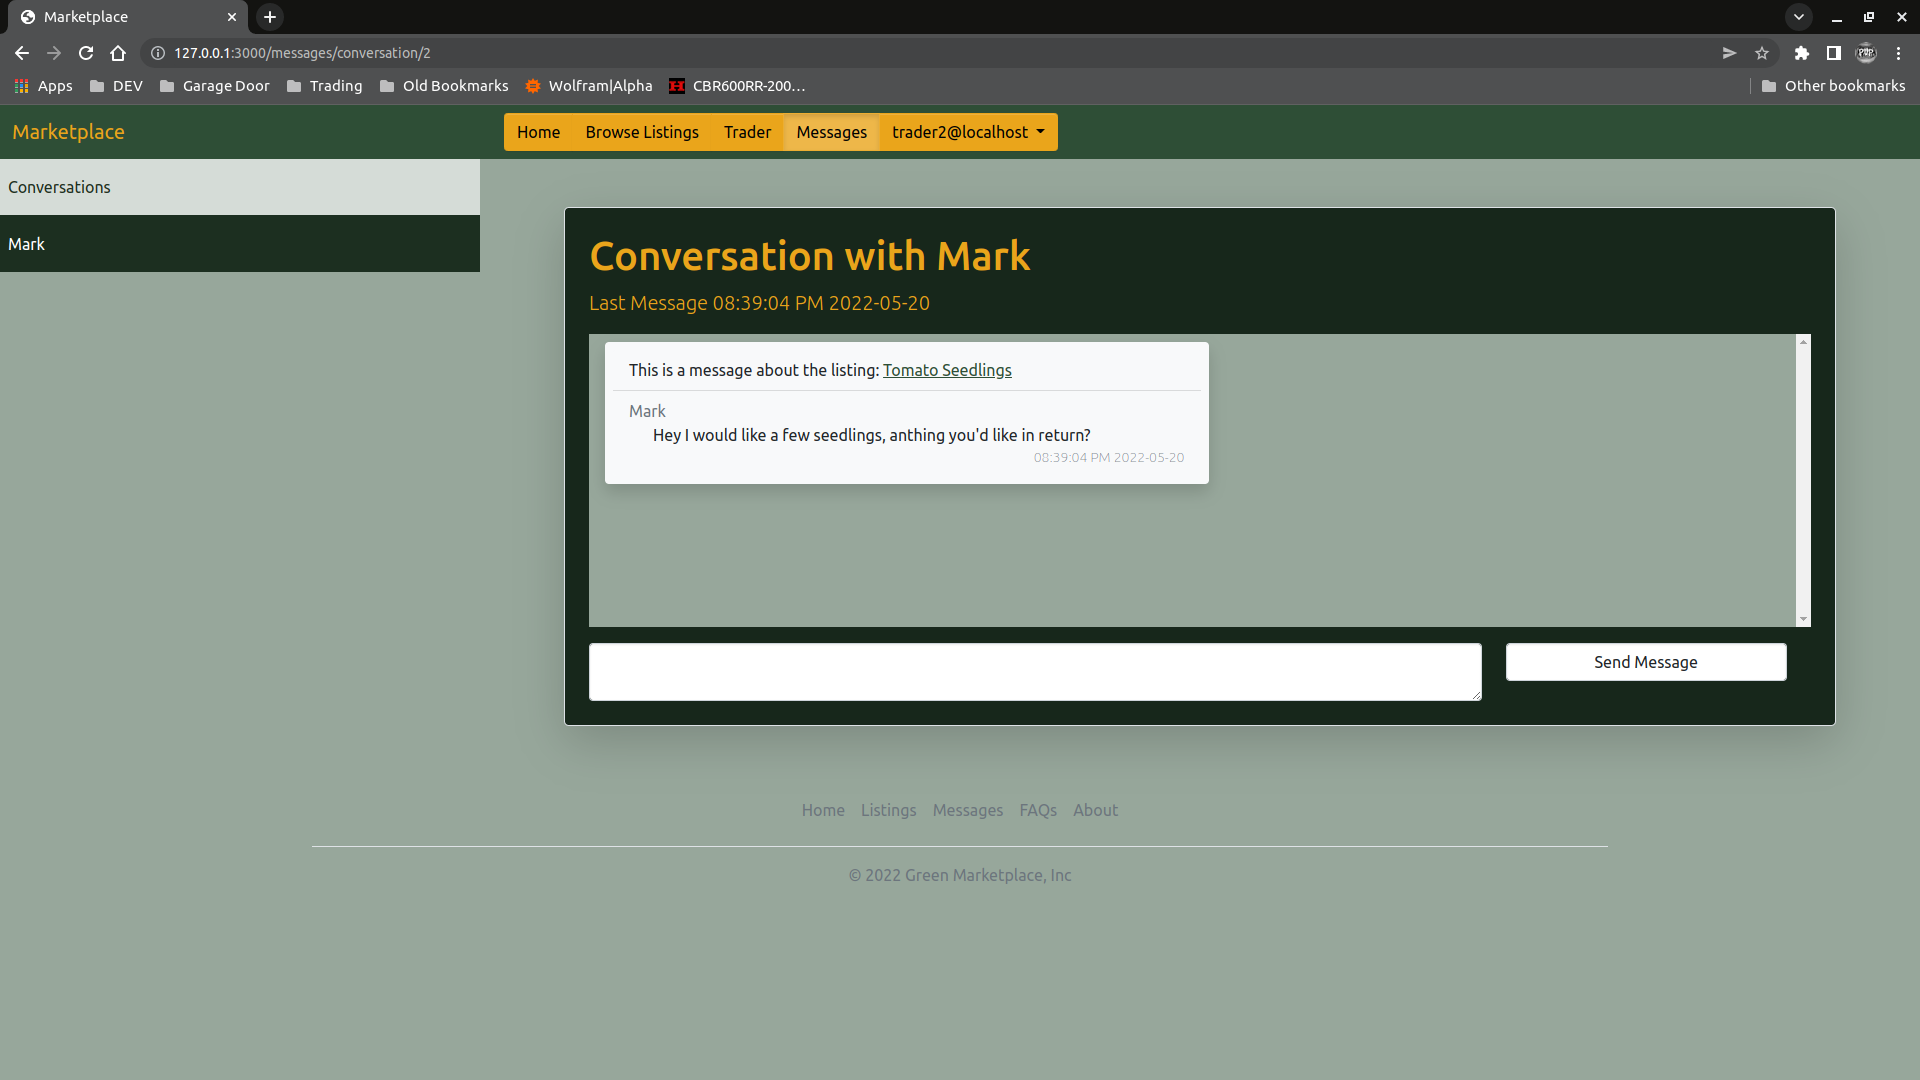 Marketplace
127.0.0.1:3000/messages/conversation/2
Apps DEV Garage Door Trading Old Bookmarks Wolfram|Alpha CBR600RR-200... Other bookmarks
Marketplace Home Browse Listings Trader Messages trader2@localhost
Conversations
Mark
Conversation with Mark
Last Message 08:39:04 PM 2022-05-20
This is a message about the listing: Tomato Seedlings
Mark
Hey I would like a few seedlings, anthing you'd like in return?
08:39:04 PM 2022-05-20
Send Message
Home Listings Messages FAQs About
© 2022 Green Marketplace, Inc